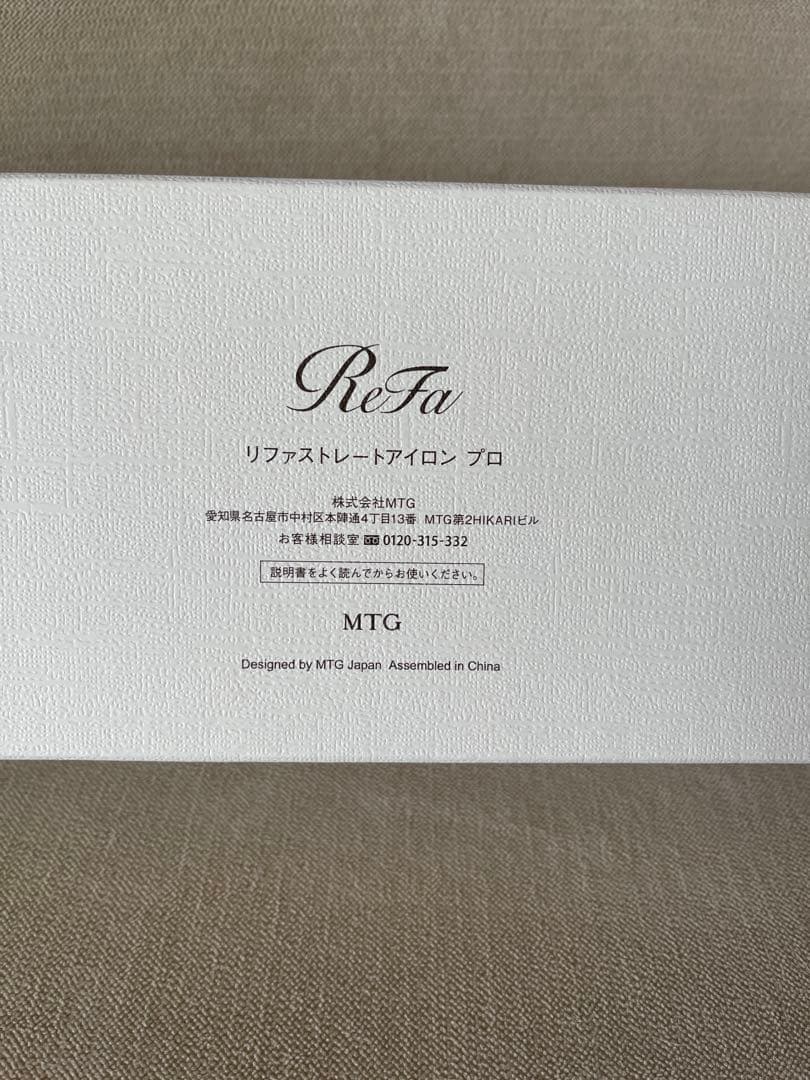 ReFa
リファストレートアイロン プロ
株式会社MTG
愛知県名古屋市中村区本陣通4丁目13番 MTG第2HIKARIビル
お客様相談室 0120-315-332
説明書をよく読んでからお使いください。
MTG
Designed by MTG Japan Assembled in China